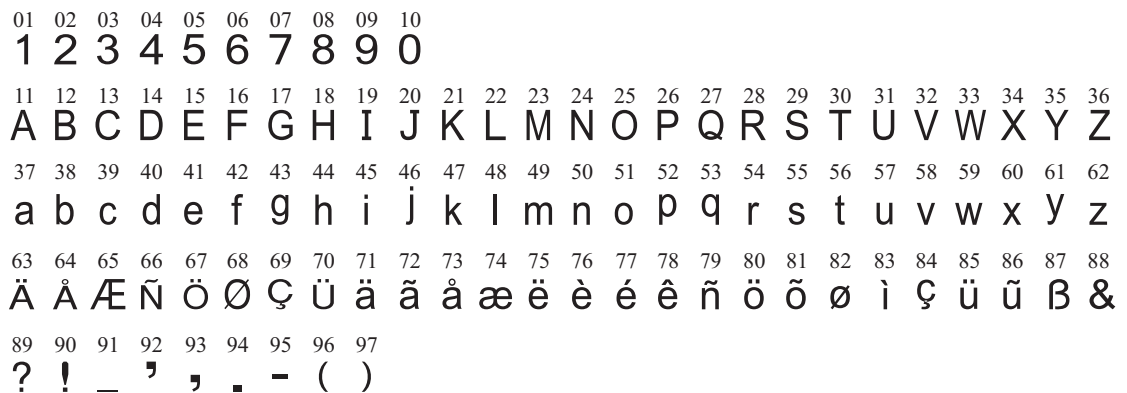 01 02 03 04 05 06 07 08 09 10
1 2 3 4 5 6 7 8 9 0
11 12 13 14 15 16 17 18 19 20 21 22 23 24 25 26 27 28 29 30 31 32 33 34 35 36
A B C D E F G H I J K L M N O P Q R S T U V W X Y Z
37 38 39 40 41 42 43 44 45 46 47 48 49 50 51 52 53 54 55 56 57 58 59 60 61 62
a b c d e f g h i j k l m n o p q r s t u v w x y z
63 64 65 66 67 68 69 70 71 72 73 74 75 76 77 78 79 80 81 82 83 84 85 86 87 88
Ä Å Æ Ñ Ö Ø Ç Ü ä ã å æ ë è é ê ñ ö õ ø ì ç ü ũ ß &
89 90 91 92 93 94 95 96 97
? ! _ ’ , . - ( )